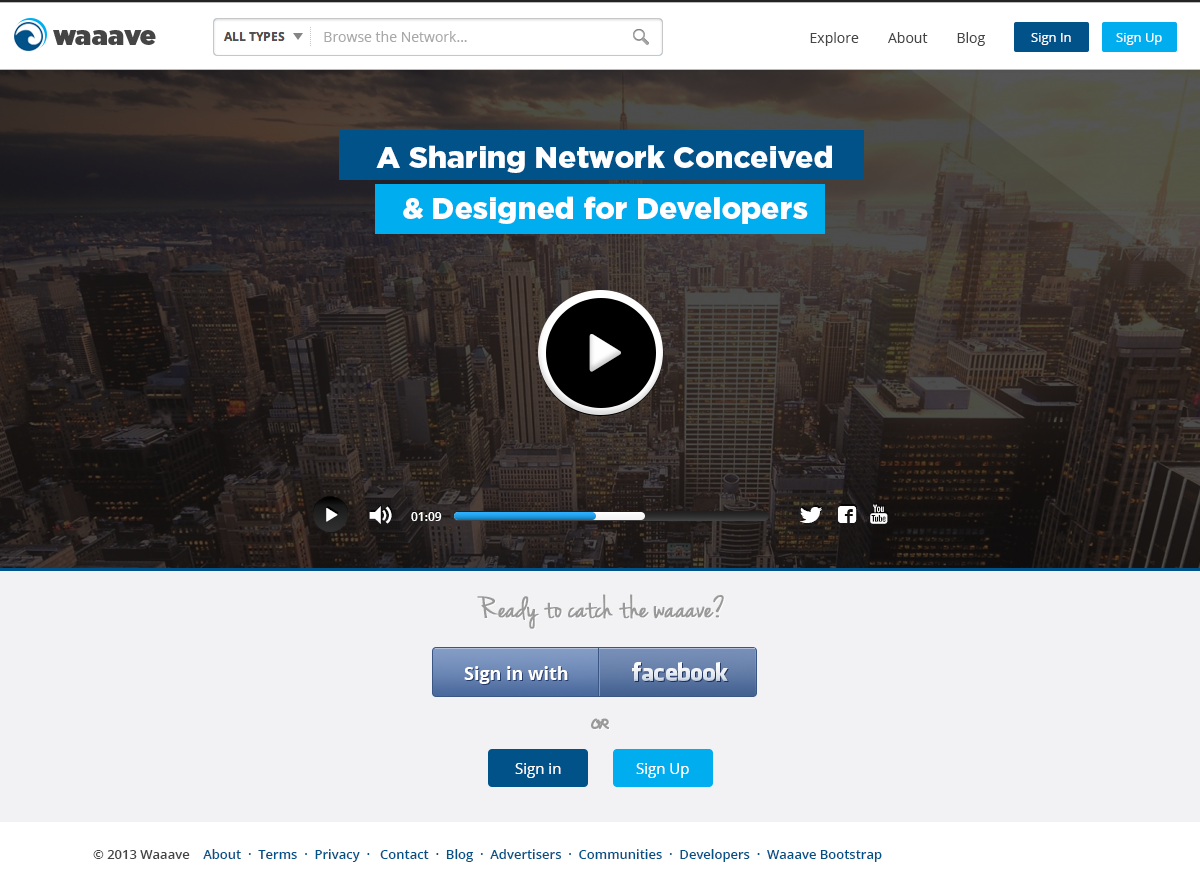 waaave
ALL TYPES
Browse the Network...
Explore
About
Blog
Sign In
Sign Up
A Sharing Network Conceived
& Designed for Developers
01:09
You
Tube
Ready to catch the waaave?
Sign in with
facebook
OR
Sign in
Sign Up
© 2013 Waaave About · Terms · Privacy · Contact · Blog · Advertisers · Communities · Developers · Waaave Bootstrap